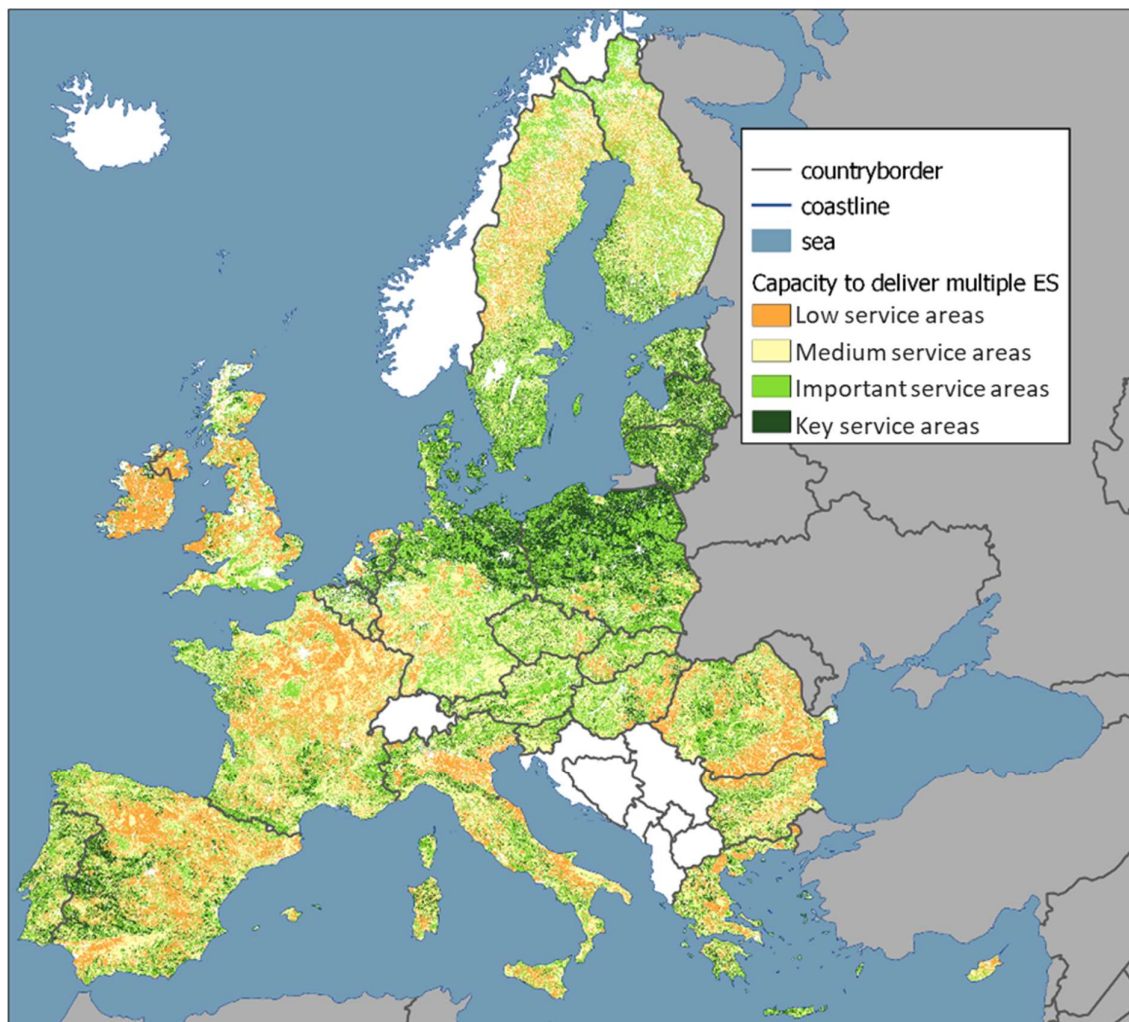 countryborder
coastline
sea
Capacity to deliver multiple ES
Low service areas
Medium service areas
Important service areas
Key service areas